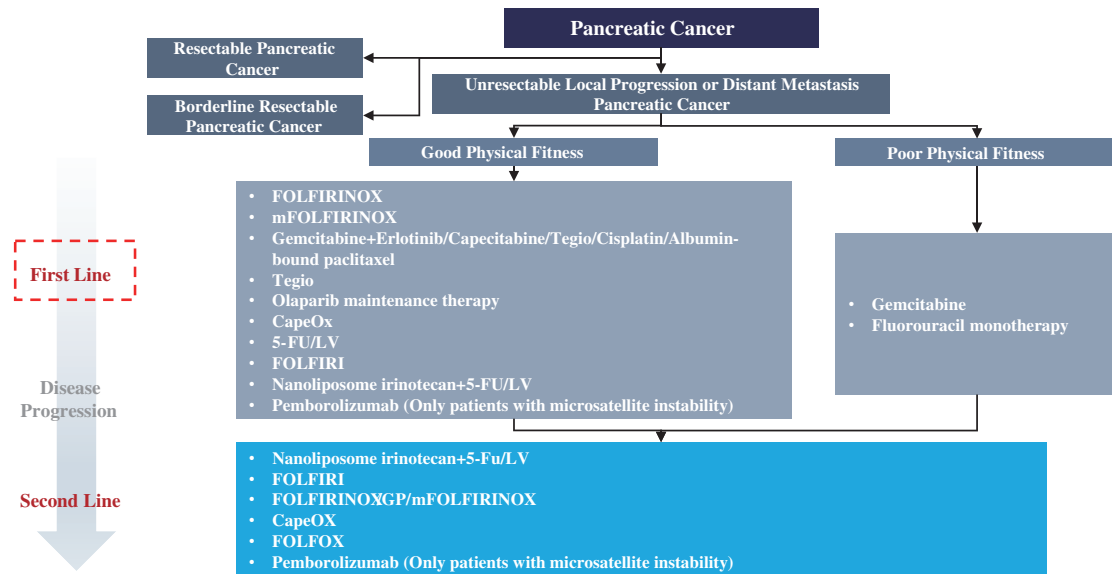 Pancreatic Cancer
Resectable Pancreatic
Cancer
Unresectable Local Progression or Distant Metastasis
Pancreatic Cancer
Borderline Resectable
Pancreatic Cancer
Good Physical Fitness
Poor Physical Fitness
First Line
• FOLFIRINOX
• mFOLFIRINOX
• Gemcitabine+Erlotinib/Capecitabine/Tegio/Cisplatin/Albumin-
bound paclitaxel
• Tegio
• Olaparib maintenance therapy
• CapeOx
• 5-FU/LV
• FOLFIRI
• Nanoliposome irinotecan+5-FU/LV
• Pemborolizumab (Only patients with microsatellite instability)
• Gemcitabine
• Fluorouracil monotherapy
Disease
Progression
Second Line
• Nanoliposome irinotecan+5-Fu/LV
• FOLFIRI
• FOLFIRINOX/GP/mFOLFIRINOX
• CapeOX
• FOLFOX
• Pemborolizumab (Only patients with microsatellite instability)